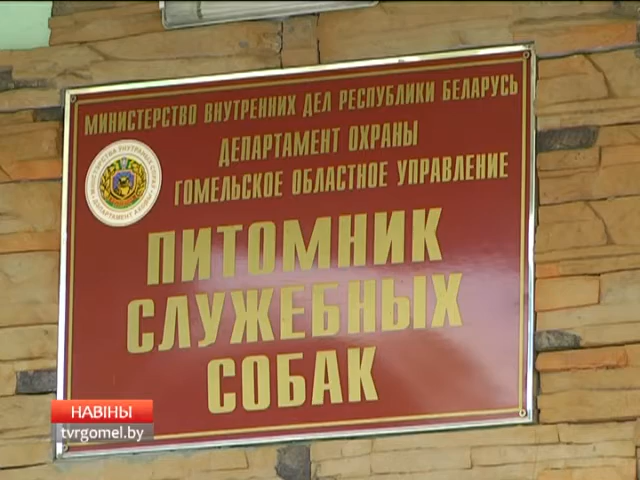 МИНИСТЕРСТВО ВНУТРЕННИХ ДЕЛ РЕСПУБЛИКИ БЕЛАРУСЬ
ДЕПАРТАМЕНТ ОХРАНЫ
ГОМЕЛЬСКОЕ ОБЛАСТНОЕ УПРАВЛЕНИЕ
ПИТОМНИК
СЛУЖЕБНЫХ
СОБАК
НАВІНЫ
tvrgomel.by